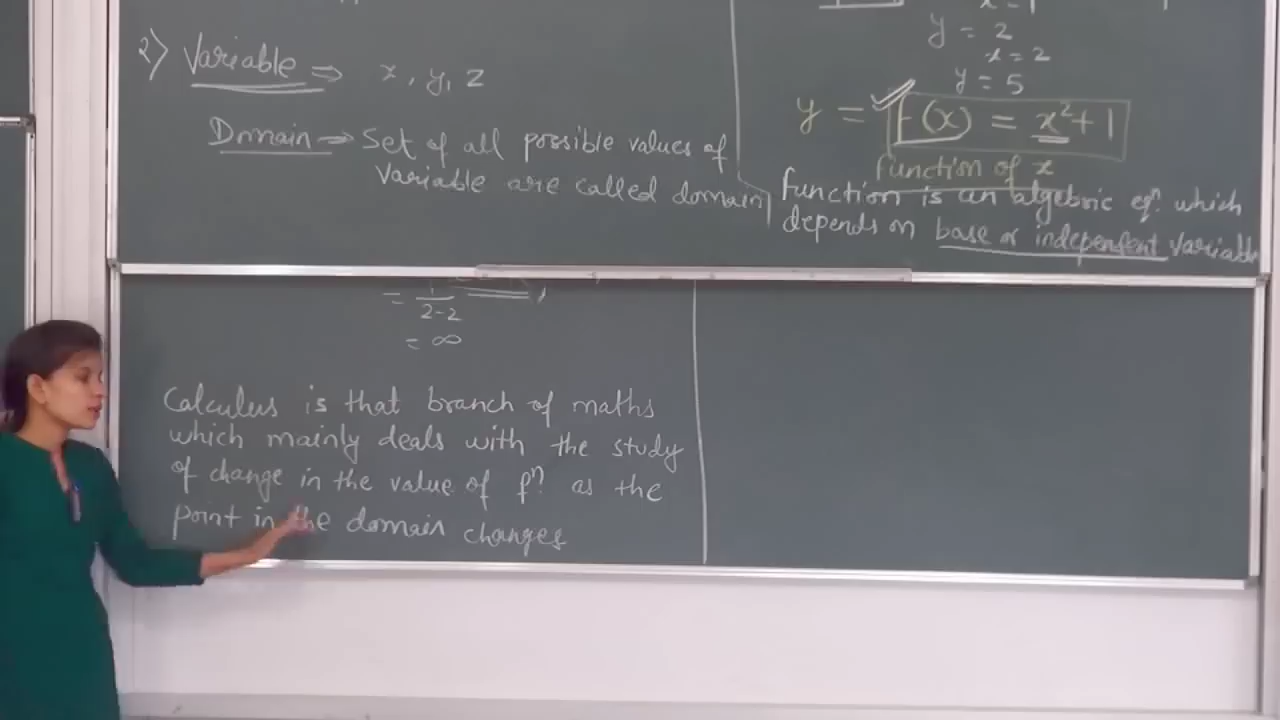 2) Variable ⇒ x, y, z
Domain ⇒ Set of all possible values of
Variable are called domain
y = 2
x = 2
y = 5
y = f(x) = x²+1
function of x
function is an algebric eqⁿ. which
depends on base or independent variable
= 1/2-2
= ∞
Calculus is that branch of maths
which mainly deals with the study
of change in the value of fⁿ. as the
point in the domain changes